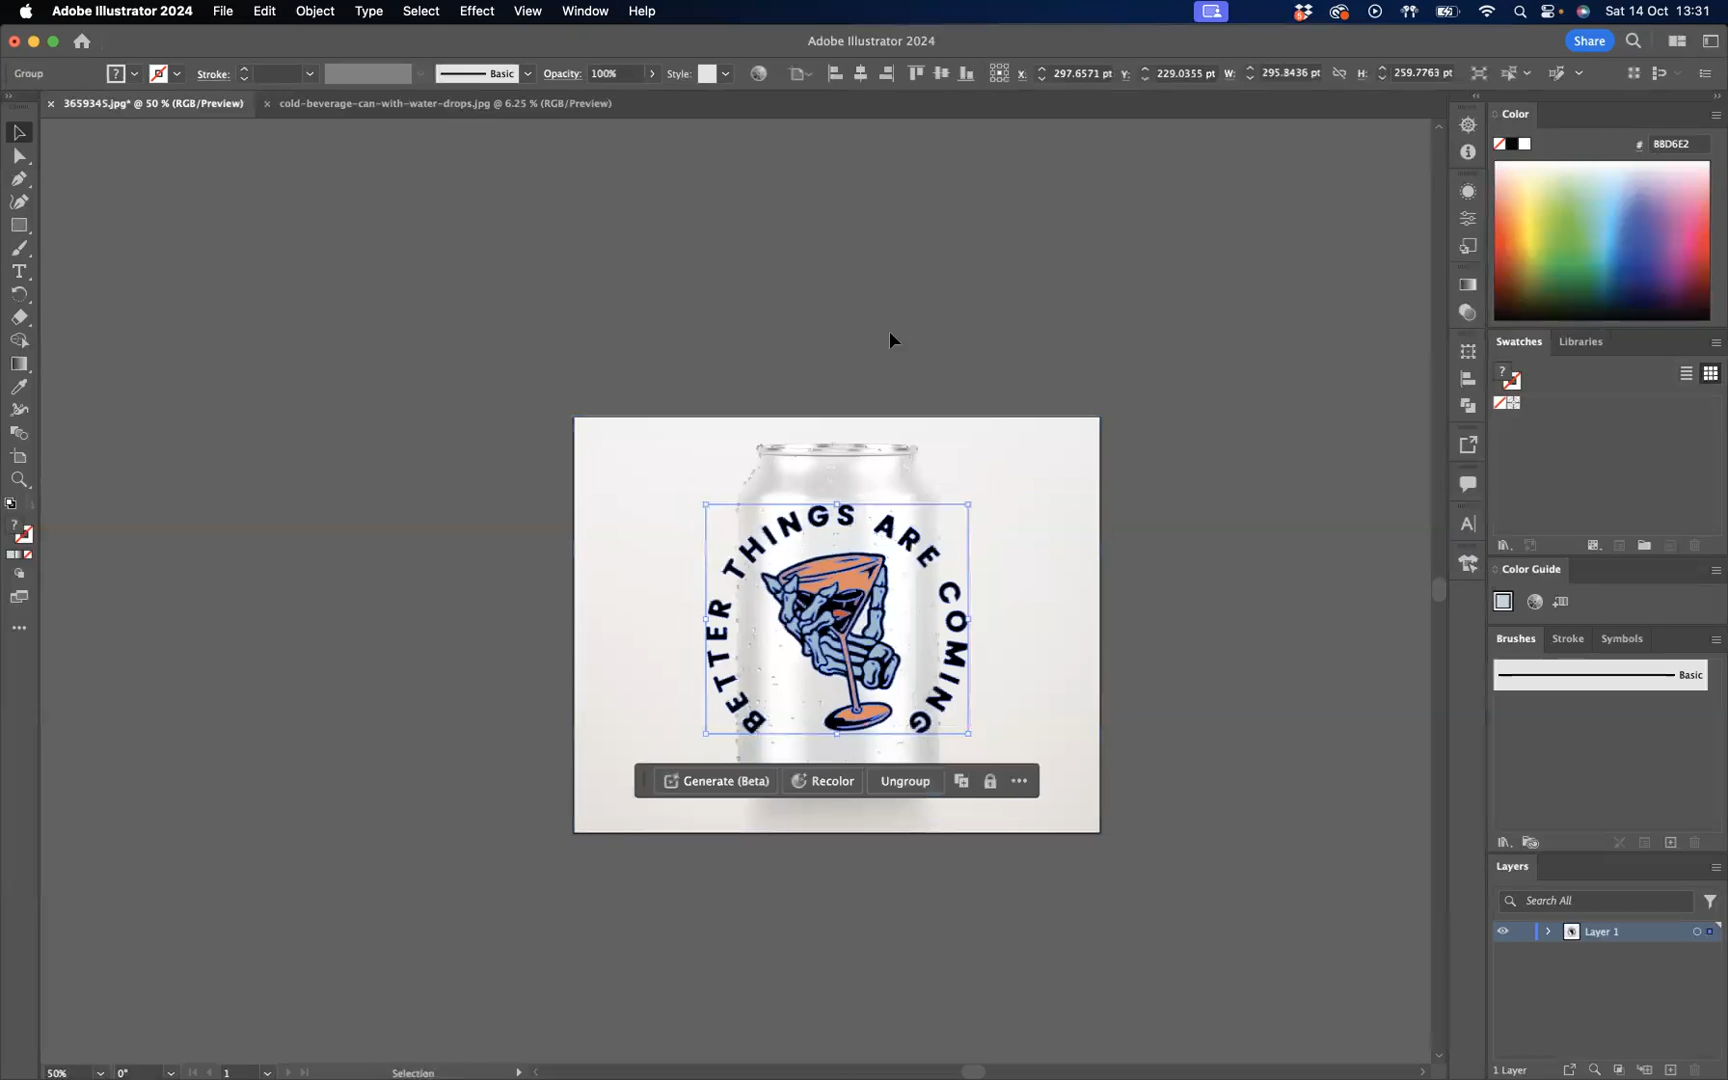 Adobe Illustrator 2024 File Edit Object Type Select Effect View Window Help Sat 14 Oct 13:31
Adobe Illustrator 2024 Share
Group Stroke: Basic Opacity: 100% Style: X: 297.6571 pt Y: 229.0355 pt W: 295.8436 pt H: 259.7763 pt
3659345.jpg* @ 50 % (RGB/Preview) cold-beverage-can-with-water-drops.jpg @ 6.25 % (RGB/Preview)
Color
# B8D6E2
Swatches Libraries
BETTER THINGS ARE COMING
Generate (Beta) Recolor Ungroup
Color Guide
Brushes Stroke Symbols
Basic
Layers
Search All
Layer 1
50% 0° 1 Selection 1 Layer